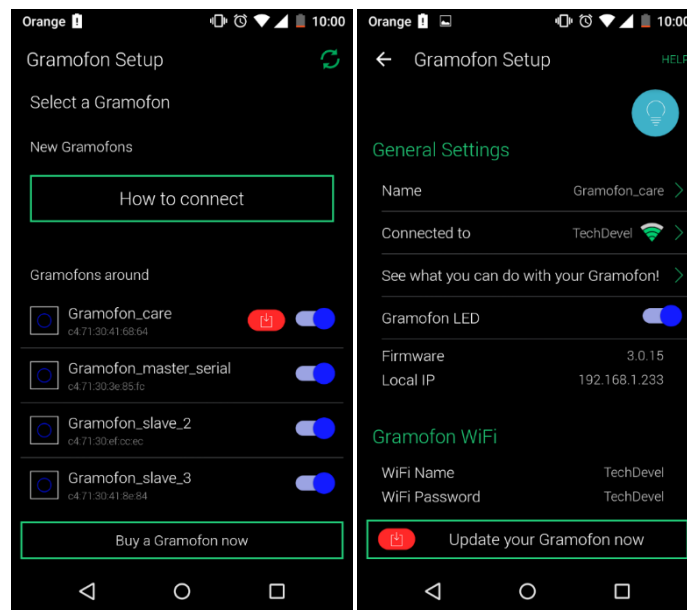 Orange 10:00
Gramofon Setup
Select a Gramofon
New Gramofons
How to connect
Gramofons around
Gramofon_care
c4:71:30:41:68:64
Gramofon_master_serial
c4:71:30:3e:85:fc
Gramofon_slave_2
c4:71:30:ef:cc:ec
Gramofon_slave_3
c4:71:30:41:8e:84
Buy a Gramofon now
Orange 10:00
Gramofon Setup HELP
General Settings
Name Gramofon_care
Connected to TechDevel
See what you can do with your Gramofon!
Gramofon LED
Firmware 3.0.15
Local IP 192.168.1.233
Gramofon WiFi
WiFi Name TechDevel
WiFi Password TechDevel
Update your Gramofon now